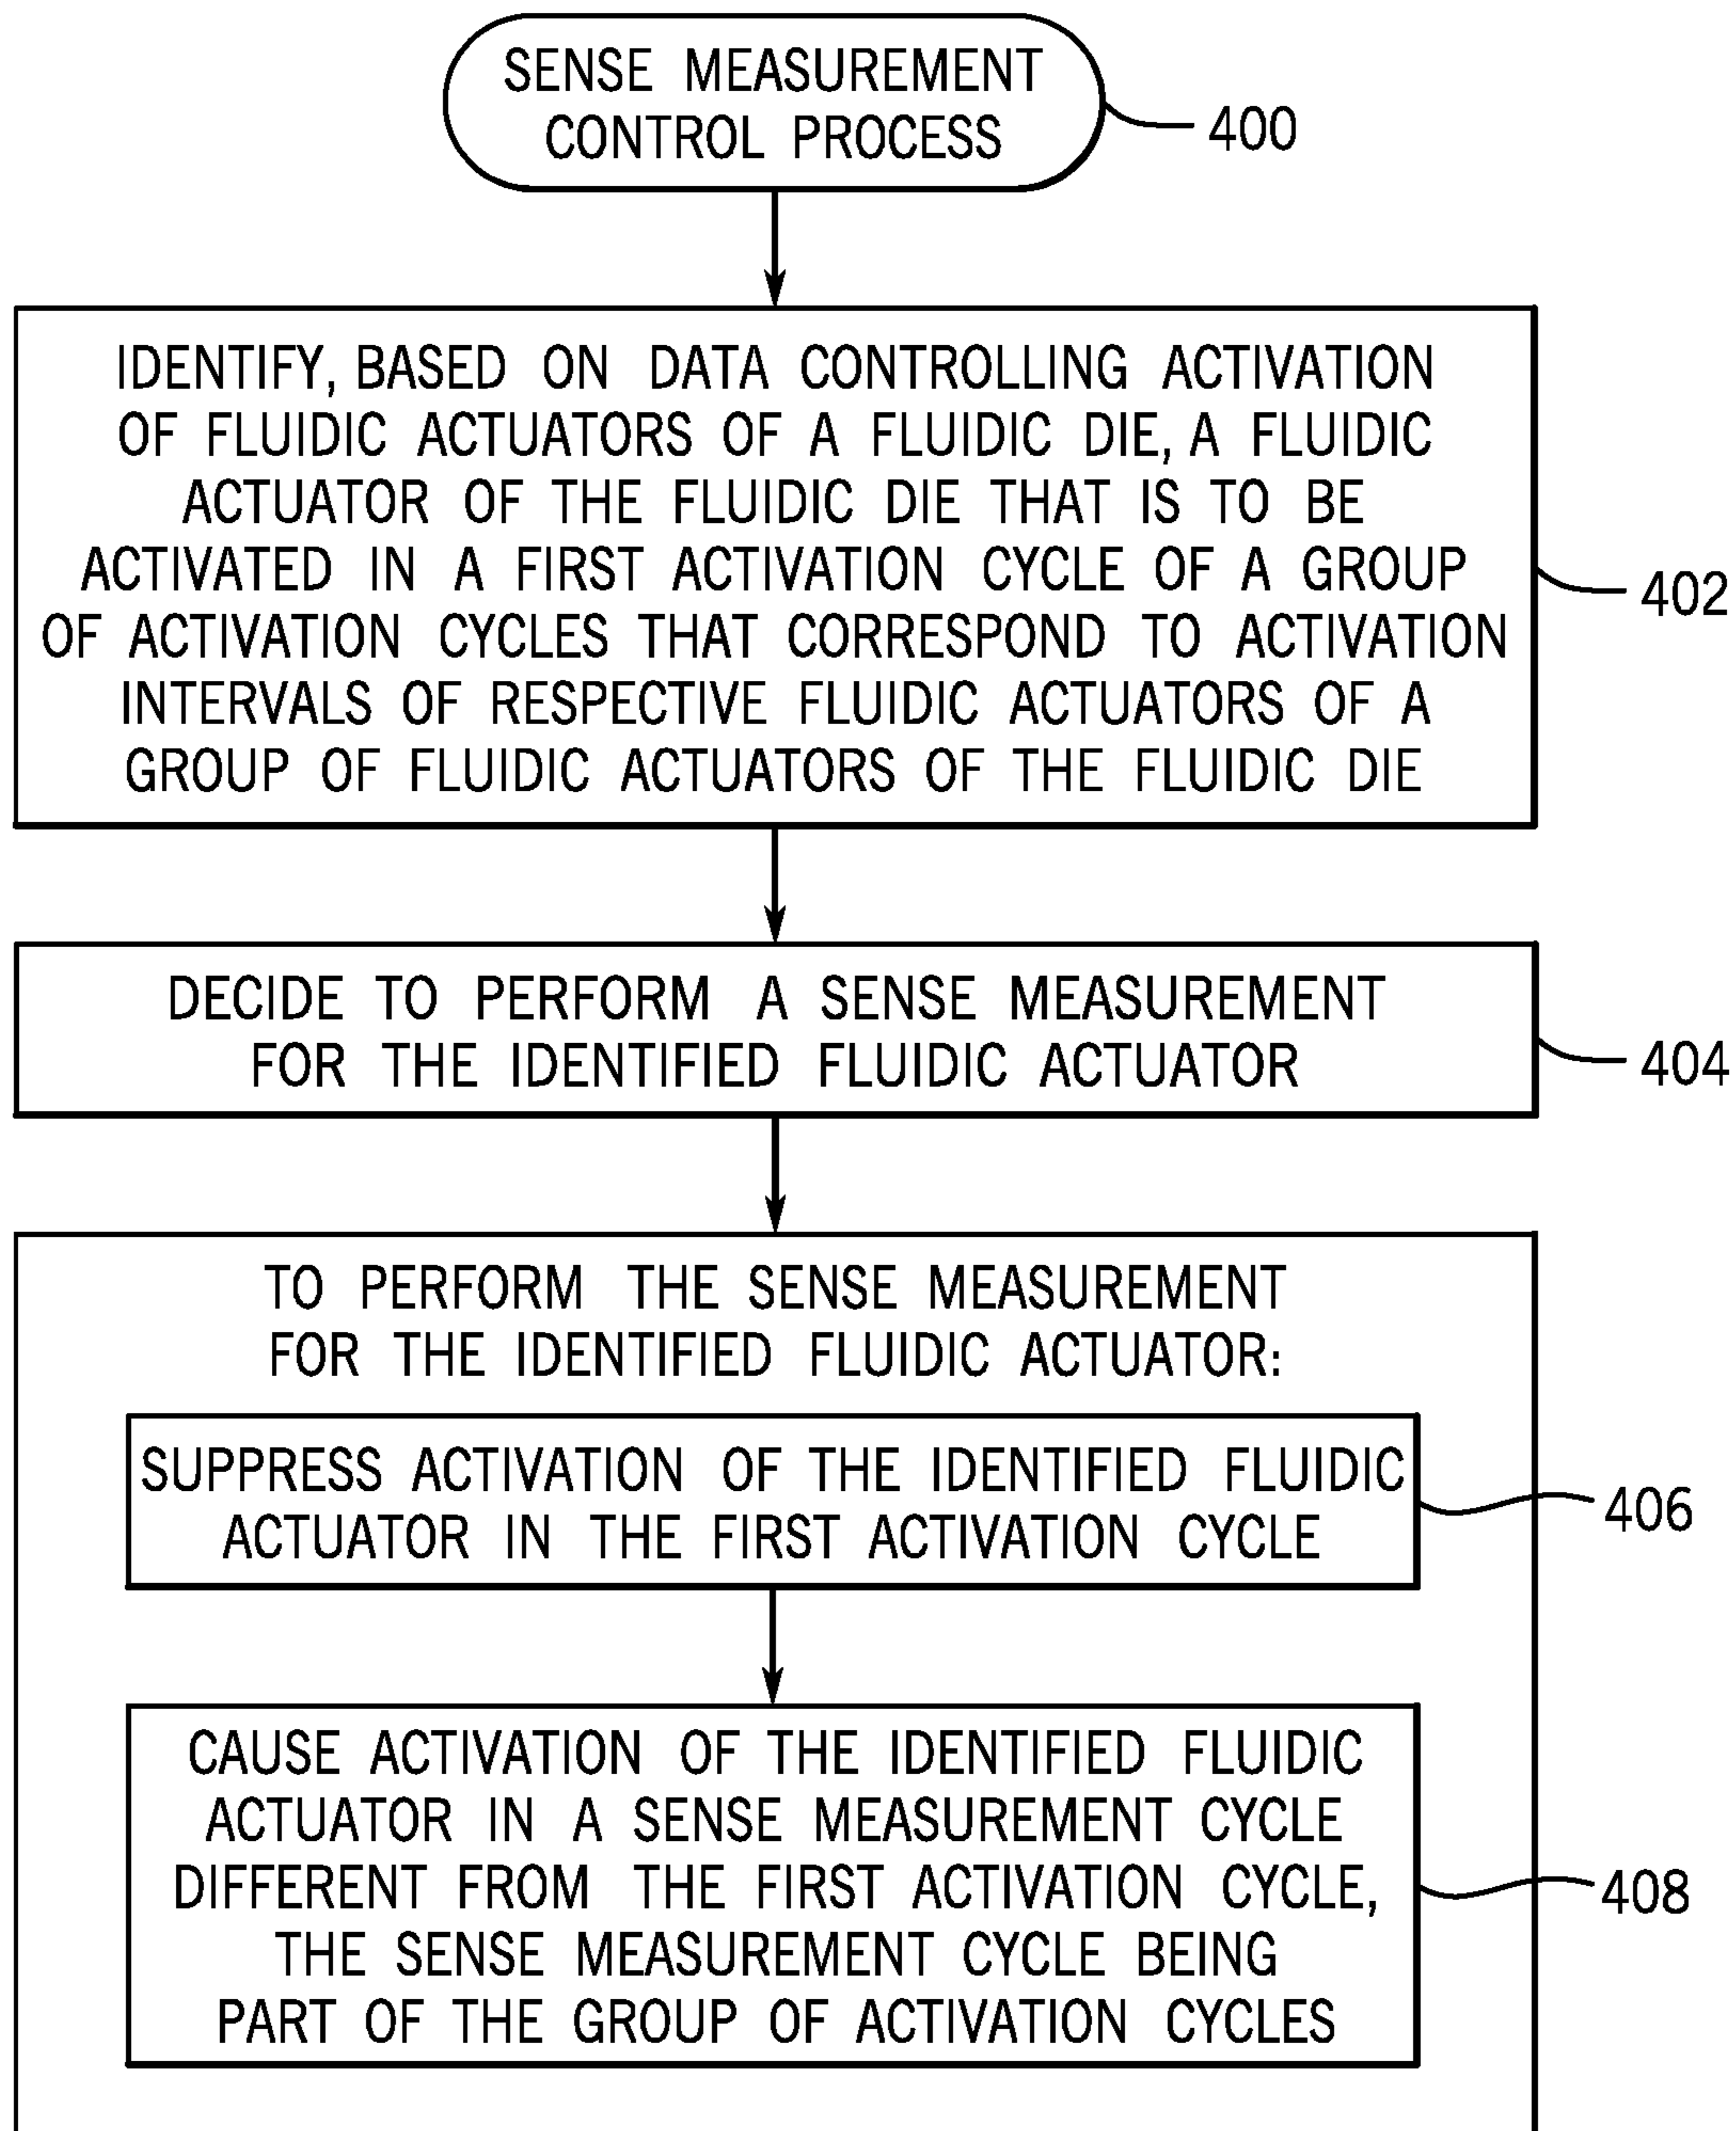 SENSE MEASUREMENT
CONTROL PROCESS
400
IDENTIFY, BASED ON DATA CONTROLLING ACTIVATION
OF FLUIDIC ACTUATORS OF A FLUIDIC DIE, A FLUIDIC
ACTUATOR OF THE FLUIDIC DIE THAT IS TO BE
ACTIVATED IN A FIRST ACTIVATION CYCLE OF A GROUP
OF ACTIVATION CYCLES THAT CORRESPOND TO ACTIVATION
INTERVALS OF RESPECTIVE FLUIDIC ACTUATORS OF A
GROUP OF FLUIDIC ACTUATORS OF THE FLUIDIC DIE
402
DECIDE TO PERFORM A SENSE MEASUREMENT
FOR THE IDENTIFIED FLUIDIC ACTUATOR
404
TO PERFORM THE SENSE MEASUREMENT
FOR THE IDENTIFIED FLUIDIC ACTUATOR:
SUPPRESS ACTIVATION OF THE IDENTIFIED FLUIDIC
ACTUATOR IN THE FIRST ACTIVATION CYCLE
406
CAUSE ACTIVATION OF THE IDENTIFIED FLUIDIC
ACTUATOR IN A SENSE MEASUREMENT CYCLE
DIFFERENT FROM THE FIRST ACTIVATION CYCLE,
THE SENSE MEASUREMENT CYCLE BEING
PART OF THE GROUP OF ACTIVATION CYCLES
408